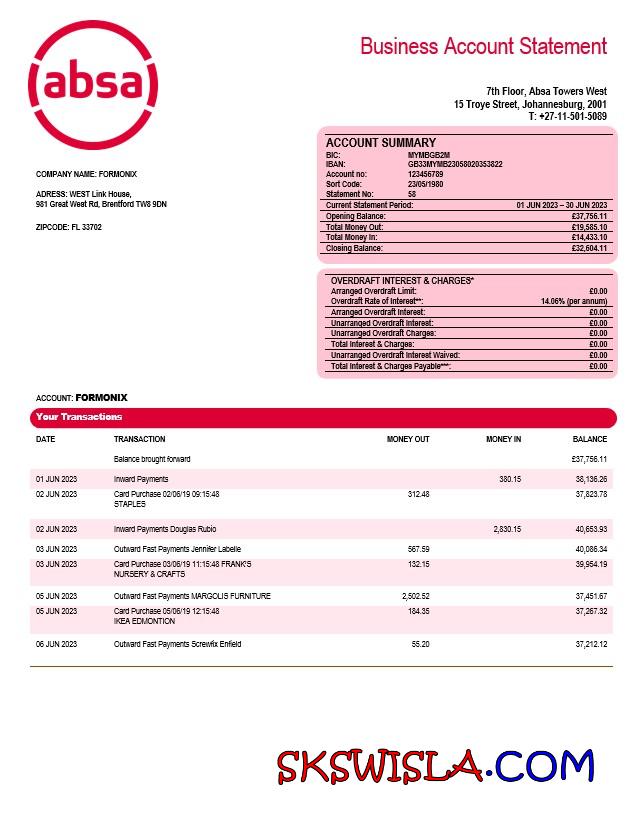 absa
Business Account Statement
7th Floor, Absa Towers West
15 Troye Street, Johannesburg, 2001
T: +27-11-501-5089
COMPANY NAME: FORMONIX
ADRESS: WEST Link House,
981 Great West Rd, Brentford TW8 9DN
ZIPCODE: FL 33702
ACCOUNT SUMMARY
BIC: MYMBGB2M
IBAN: GB33MYMB23058020353822
Account no: 123456789
Sort Code: 23/05/1980
Statement No: 58
Current Statement Period: 01 JUN 2023 – 30 JUN 2023
Opening Balance: £37,756.11
Total Money Out: £19,585.10
Total Money In: £14,433.10
Closing Balance: £32,604.11
OVERDRAFT INTEREST & CHARGES*
Arranged Overdraft Limit: £0.00
Overdraft Rate of Interest**: 14.06% (per annum)
Arranged Overdraft Interest: £0.00
Unarranged Overdraft Interest: £0.00
Unarranged Overdraft Charges: £0.00
Total Interest & Charges: £0.00
Unarranged Overdraft Interest Waived: £0.00
Total Interest & Charges Payable***: £0.00
ACCOUNT: FORMONIX
Your Transactions
DATE TRANSACTION MONEY OUT MONEY IN BALANCE
Balance brought forward £37,756.11
01 JUN 2023 Inward Payments 380.15 38,136.26
02 JUN 2023 Card Purchase 02/06/19 09:15:48 312.48 37,823.78
STAPLES
02 JUN 2023 Inward Payments Douglas Rubio 2,830.15 40,653.93
03 JUN 2023 Outward Fast Payments Jennifer Labelle 567.59 40,086.34
03 JUN 2023 Card Purchase 03/06/19 11:15:48 FRANK'S 132.15 39,954.19
NURSERY & CRAFTS
05 JUN 2023 Outward Fast Payments MARGOLIS FURNITURE 2,502.52 37,451.67
05 JUN 2023 Card Purchase 05/06/19 12:15:48 184.35 37,267.32
IKEA EDMONTION
06 JUN 2023 Outward Fast Payments Screwfix Enfield 55.20 37,212.12
SKSWISLA.COM